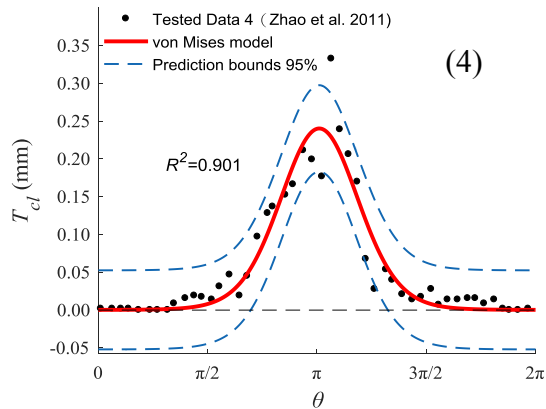 Tested Data 4（Zhao et al. 2011)
von Mises model
Prediction bounds 95%
(4)
R²=0.901
T_cl (mm)
0.35
0.30
0.25
0.20
0.15
0.10
0.05
0.00
-0.05
0
π/2
π
3π/2
2π
θ